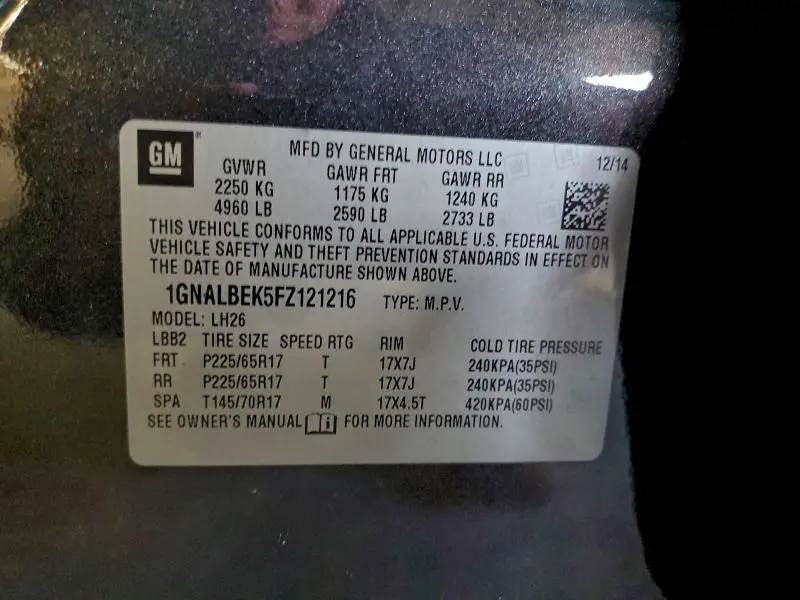 GM
MFD BY GENERAL MOTORS LLC
12/14
GVWR GAWR FRT GAWR RR
2250 KG 1175 KG 1240 KG
4960 LB 2590 LB 2733 LB
THIS VEHICLE CONFORMS TO ALL APPLICABLE U.S. FEDERAL MOTOR
VEHICLE SAFETY AND THEFT PREVENTION STANDARDS IN EFFECT ON
THE DATE OF MANUFACTURE SHOWN ABOVE.
1GNALBEK5FZ121216 TYPE: M.P.V.
MODEL: LH26
LBB2 TIRE SIZE SPEED RTG RIM COLD TIRE PRESSURE
FRT P225/65R17 T 17X7J 240KPA(35PSI)
RR P225/65R17 T 17X7J 240KPA(35PSI)
SPA T145/70R17 M 17X4.5T 420KPA(60PSI)
SEE OWNER'S MANUAL i FOR MORE INFORMATION.